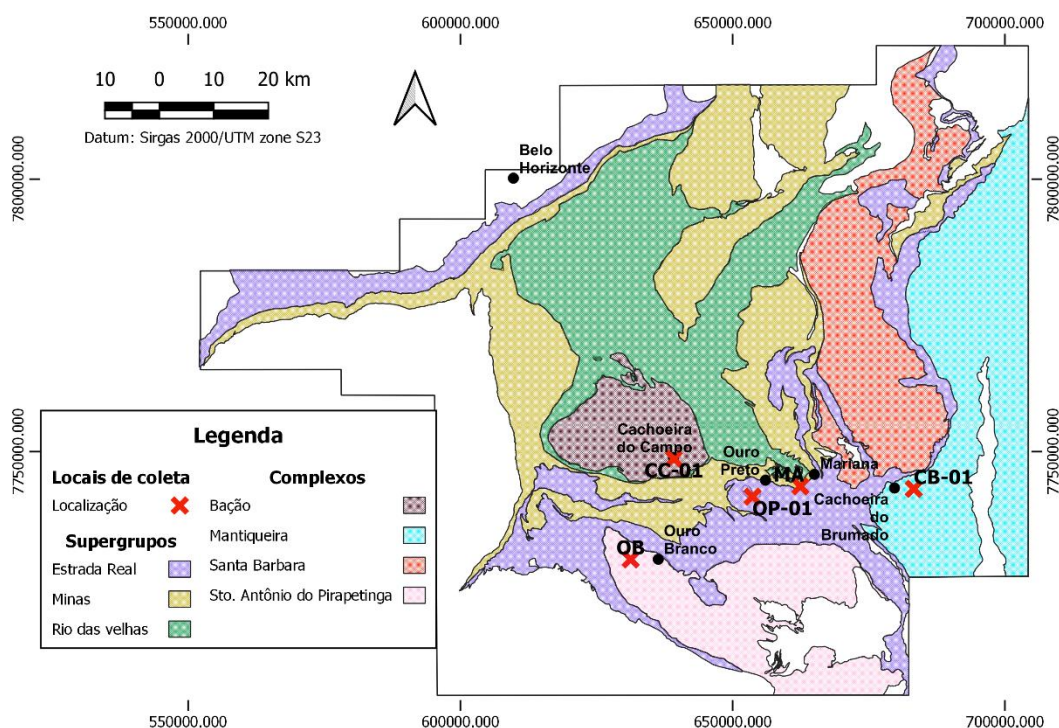 550000.000
600000.000
650000.000
700000.000
10 0 10 20 km
Datum: Sirgas 2000/UTM zone S23
7800000.000
7800000.000
Belo
Horizonte
Cachoeira
do Campo
CC-01
Ouro
Preto
MA
Mariana
OP-01
CB-01
Cachoeira
do
Brumado
OB
Ouro
Branco
7750000.000
7750000.000
Legenda
Locais de coleta
Localização
Supergrupos
Estrada Real
Minas
Rio das velhas
Complexos
Bação
Mantiqueira
Santa Barbara
Sto. Antônio do Pirapetinga
550000.000
600000.000
650000.000
700000.000